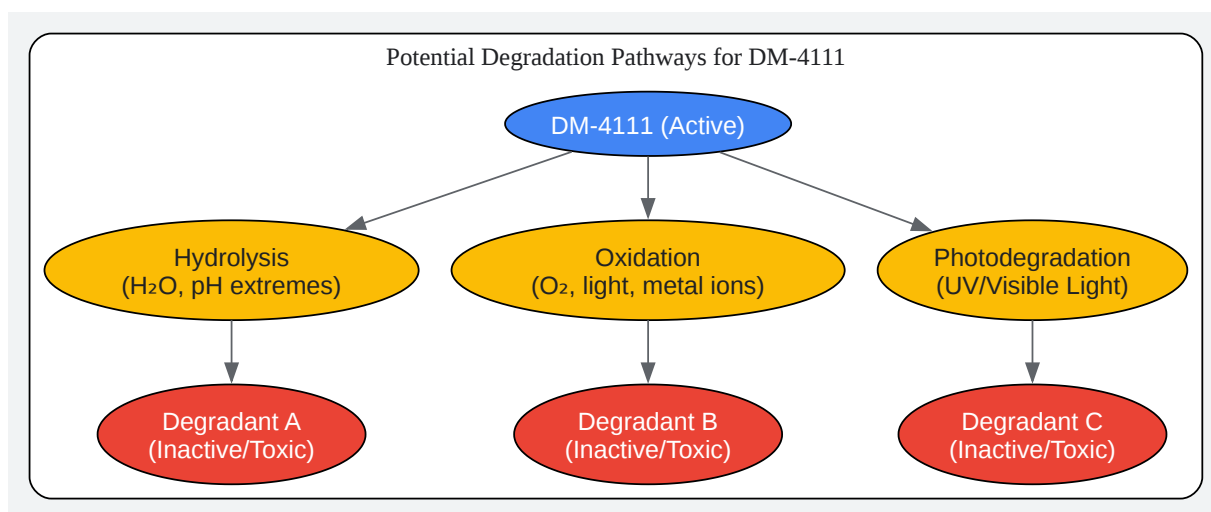 Potential Degradation Pathways for DM-4111
DM-4111 (Active)
Hydrolysis
(H₂O, pH extremes)
Oxidation
(O₂, light, metal ions)
Photodegradation
(UV/Visible Light)
Degradant A
(Inactive/Toxic)
Degradant B
(Inactive/Toxic)
Degradant C
(Inactive/Toxic)